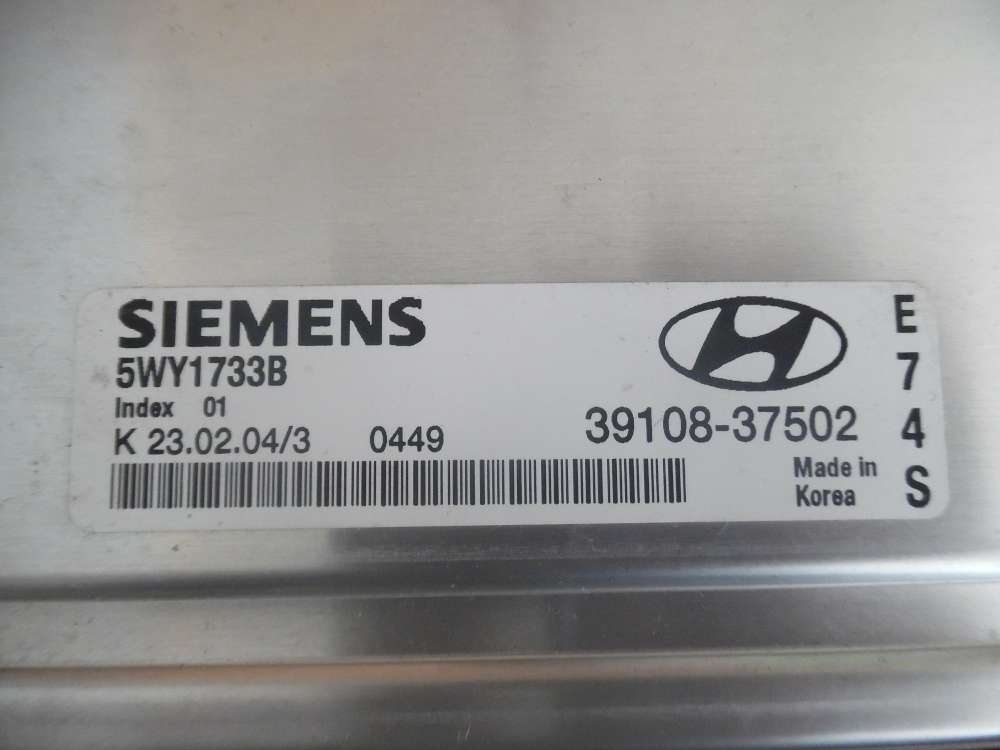 SIEMENS
5WY1733B
Index 01
K 23.02.04/3 0449
39108-37502
Made in
Korea
E
7
4
S